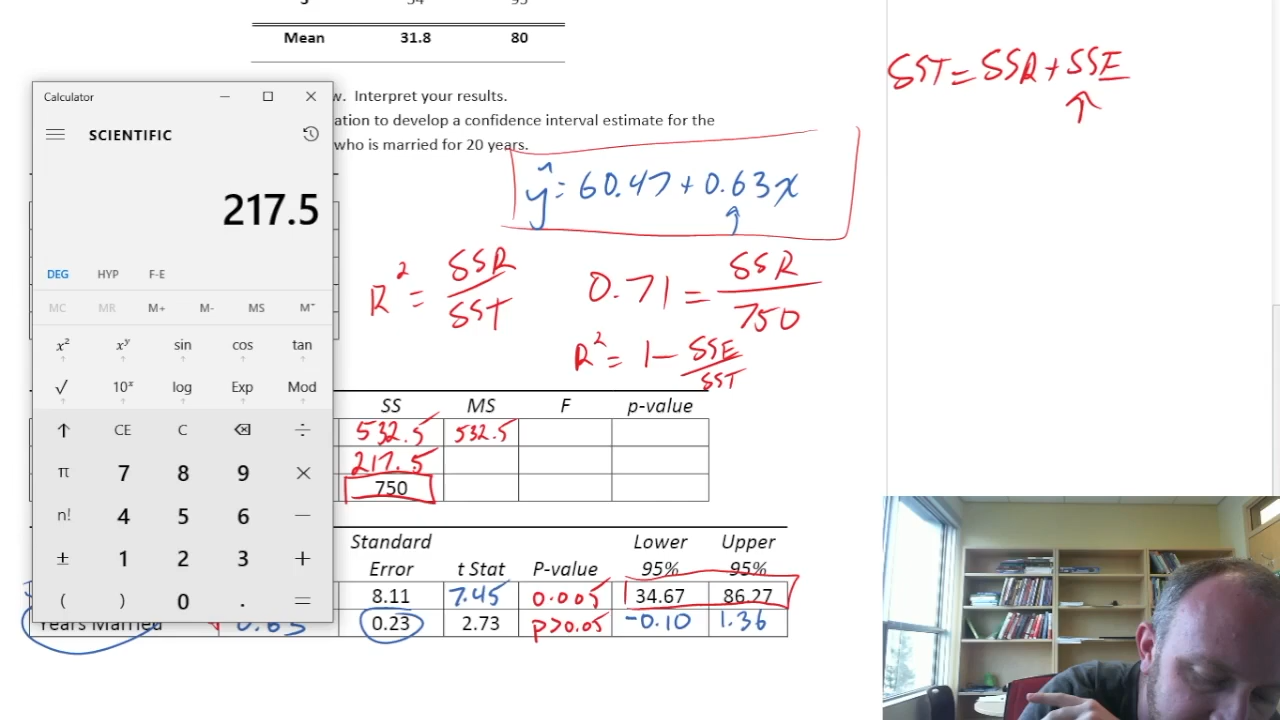 Mean 31.8 80
SST = SSR + SSE
↑
Calculator
SCIENTIFIC
w. Interpret your results.
ation to develop a confidence interval estimate for the
who is married for 20 years.
217.5
ŷ = 60.47 + 0.63x
DEG HYP F-E
MC MR M+ M- MS
R² = SSR/SST 0.71 = SSR/750
R² = 1 - SSE/SST
x² xʸ sin cos tan
√ 10ˣ log Exp Mod
↑ CE C ÷
π 7 8 9 ×
n! 4 5 6 −
± 1 2 3 +
( ) 0 . =
SS MS F p-value
532.5 532.5
217.5
750
Standard Error t Stat P-value Lower 95% Upper 95%
8.11 7.45 0.005 34.67 86.27
Years Married 0.63 0.23 2.73 p>0.05 -0.10 1.36